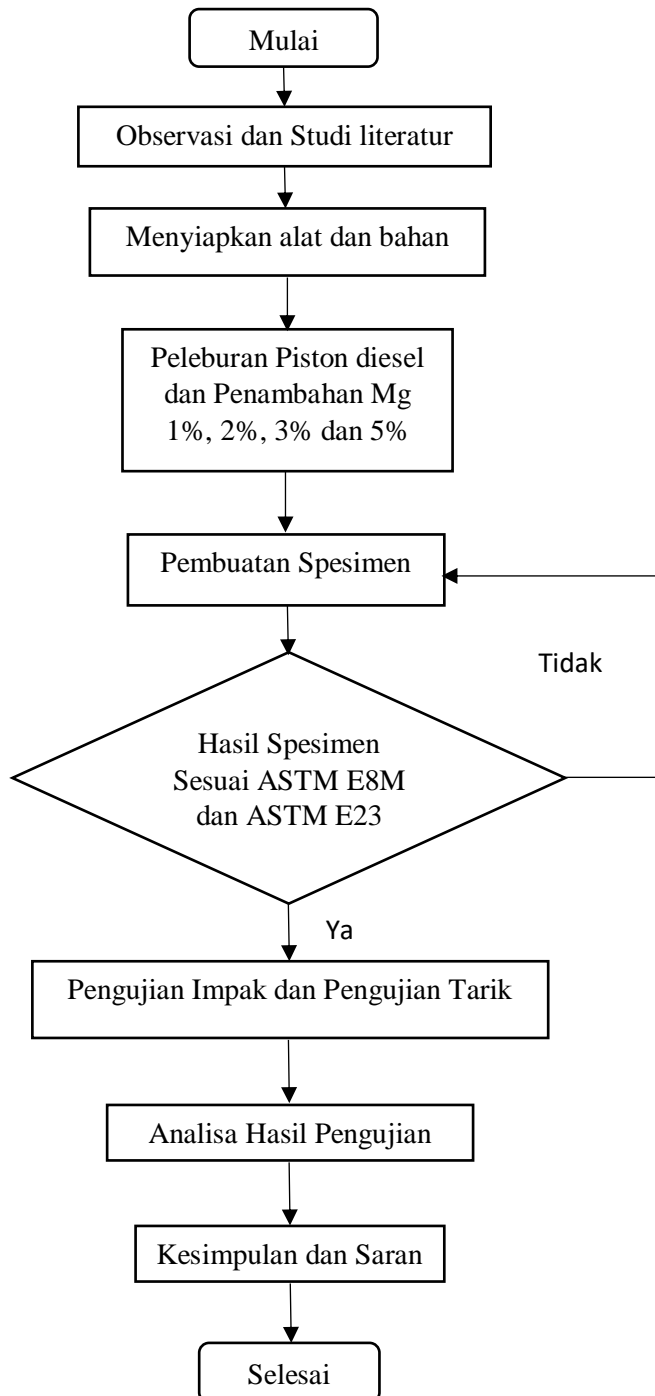 Mulai
Observasi dan Studi literatur
Menyiapkan alat dan bahan
Peleburan Piston diesel
dan Penambahan Mg
1%, 2%, 3% dan 5%
Pembuatan Spesimen
Tidak
Hasil Spesimen
Sesuai ASTM E8M
dan ASTM E23
Ya
Pengujian Impak dan Pengujian Tarik
Analisa Hasil Pengujian
Kesimpulan dan Saran
Selesai